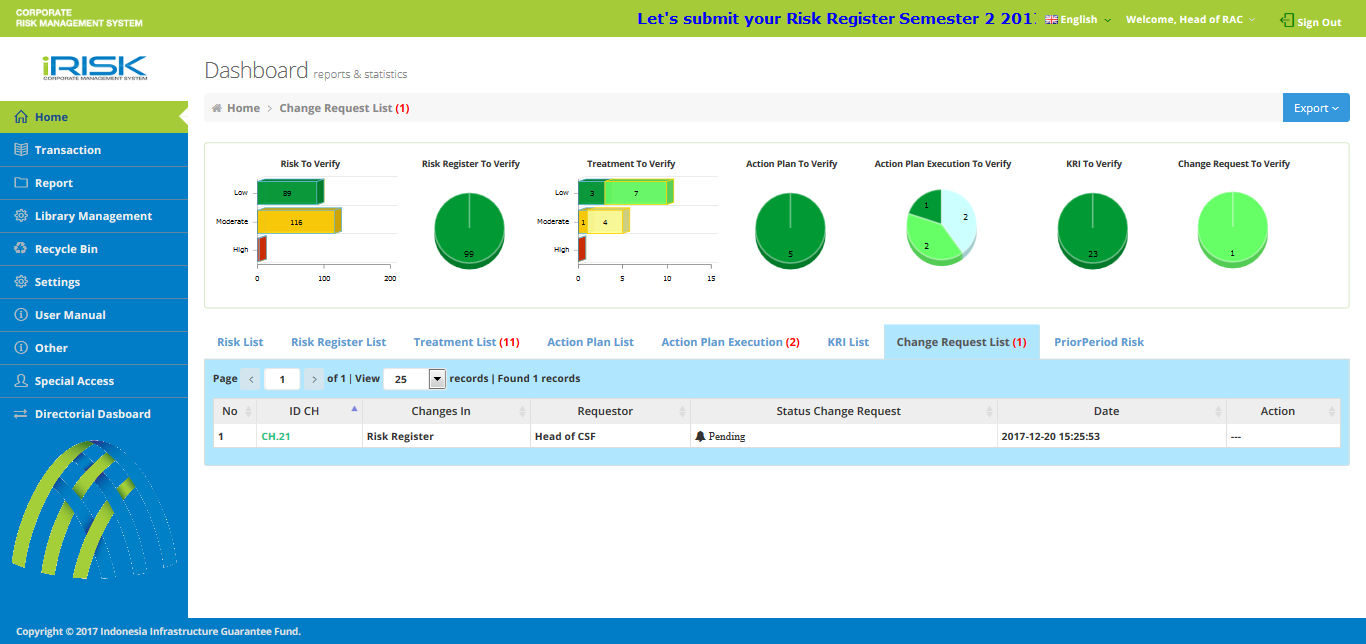 CORPORATE
RISK MANAGEMENT SYSTEM
Let's submit your Risk Register Semester 2 201
English
Welcome, Head of RAC
Sign Out
iRISK
CORPORATE MANAGEMENT SYSTEM
Dashboard reports & statistics
Home > Change Request List (1)
Export
Home
Transaction
Report
Library Management
Recycle Bin
Settings
User Manual
Other
Special Access
Directorial Dasboard
Risk To Verify
Low
89
Moderate
116
High
0 100 200
Risk Register To Verify
99
Treatment To Verify
Low
3 7
Moderate
1 4
High
0 5 10 15
Action Plan To Verify
5
Action Plan Execution To Verify
1
2
2
KRI To Verify
23
Change Request To Verify
1
Risk List Risk Register List Treatment List (11) Action Plan List Action Plan Execution (2) KRI List Change Request List (1) PriorPeriod Risk
Page < 1 > of 1 | View 25 records | Found 1 records
No ID CH Changes In Requestor Status Change Request Date Action
1 CH.21 Risk Register Head of CSF Pending 2017-12-20 15:25:53 ---
Copyright © 2017 Indonesia Infrastructure Guarantee Fund.